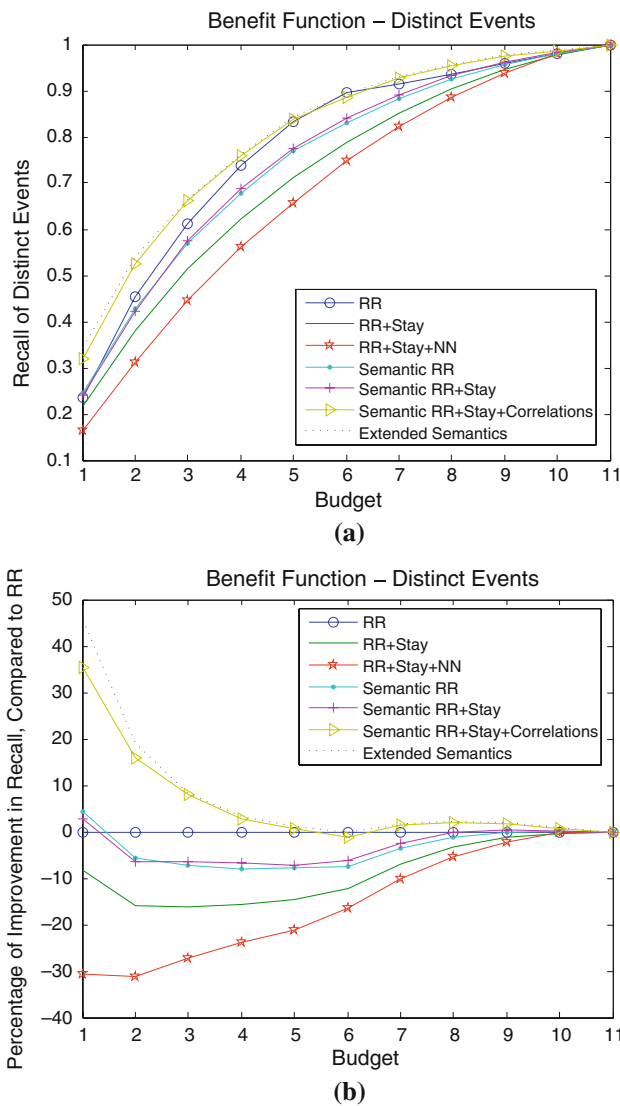 Benefit Function – Distinct Events
1
0.9
0.8
0.7
0.6
0.5
0.4
0.3
0.2
0.1
Recall of Distinct Events
RR
RR+Stay
RR+Stay+NN
Semantic RR
Semantic RR+Stay
Semantic RR+Stay+Correlations
Extended Semantics
1 2 3 4 5 6 7 8 9 10 11
Budget
(a)
Benefit Function – Distinct Events
50
40
30
20
10
0
−10
−20
−30
−40
Percentage of Improvement in Recall, Compared to RR
RR
RR+Stay
RR+Stay+NN
Semantic RR
Semantic RR+Stay
Semantic RR+Stay+Correlations
Extended Semantics
1 2 3 4 5 6 7 8 9 10 11
Budget
(b)